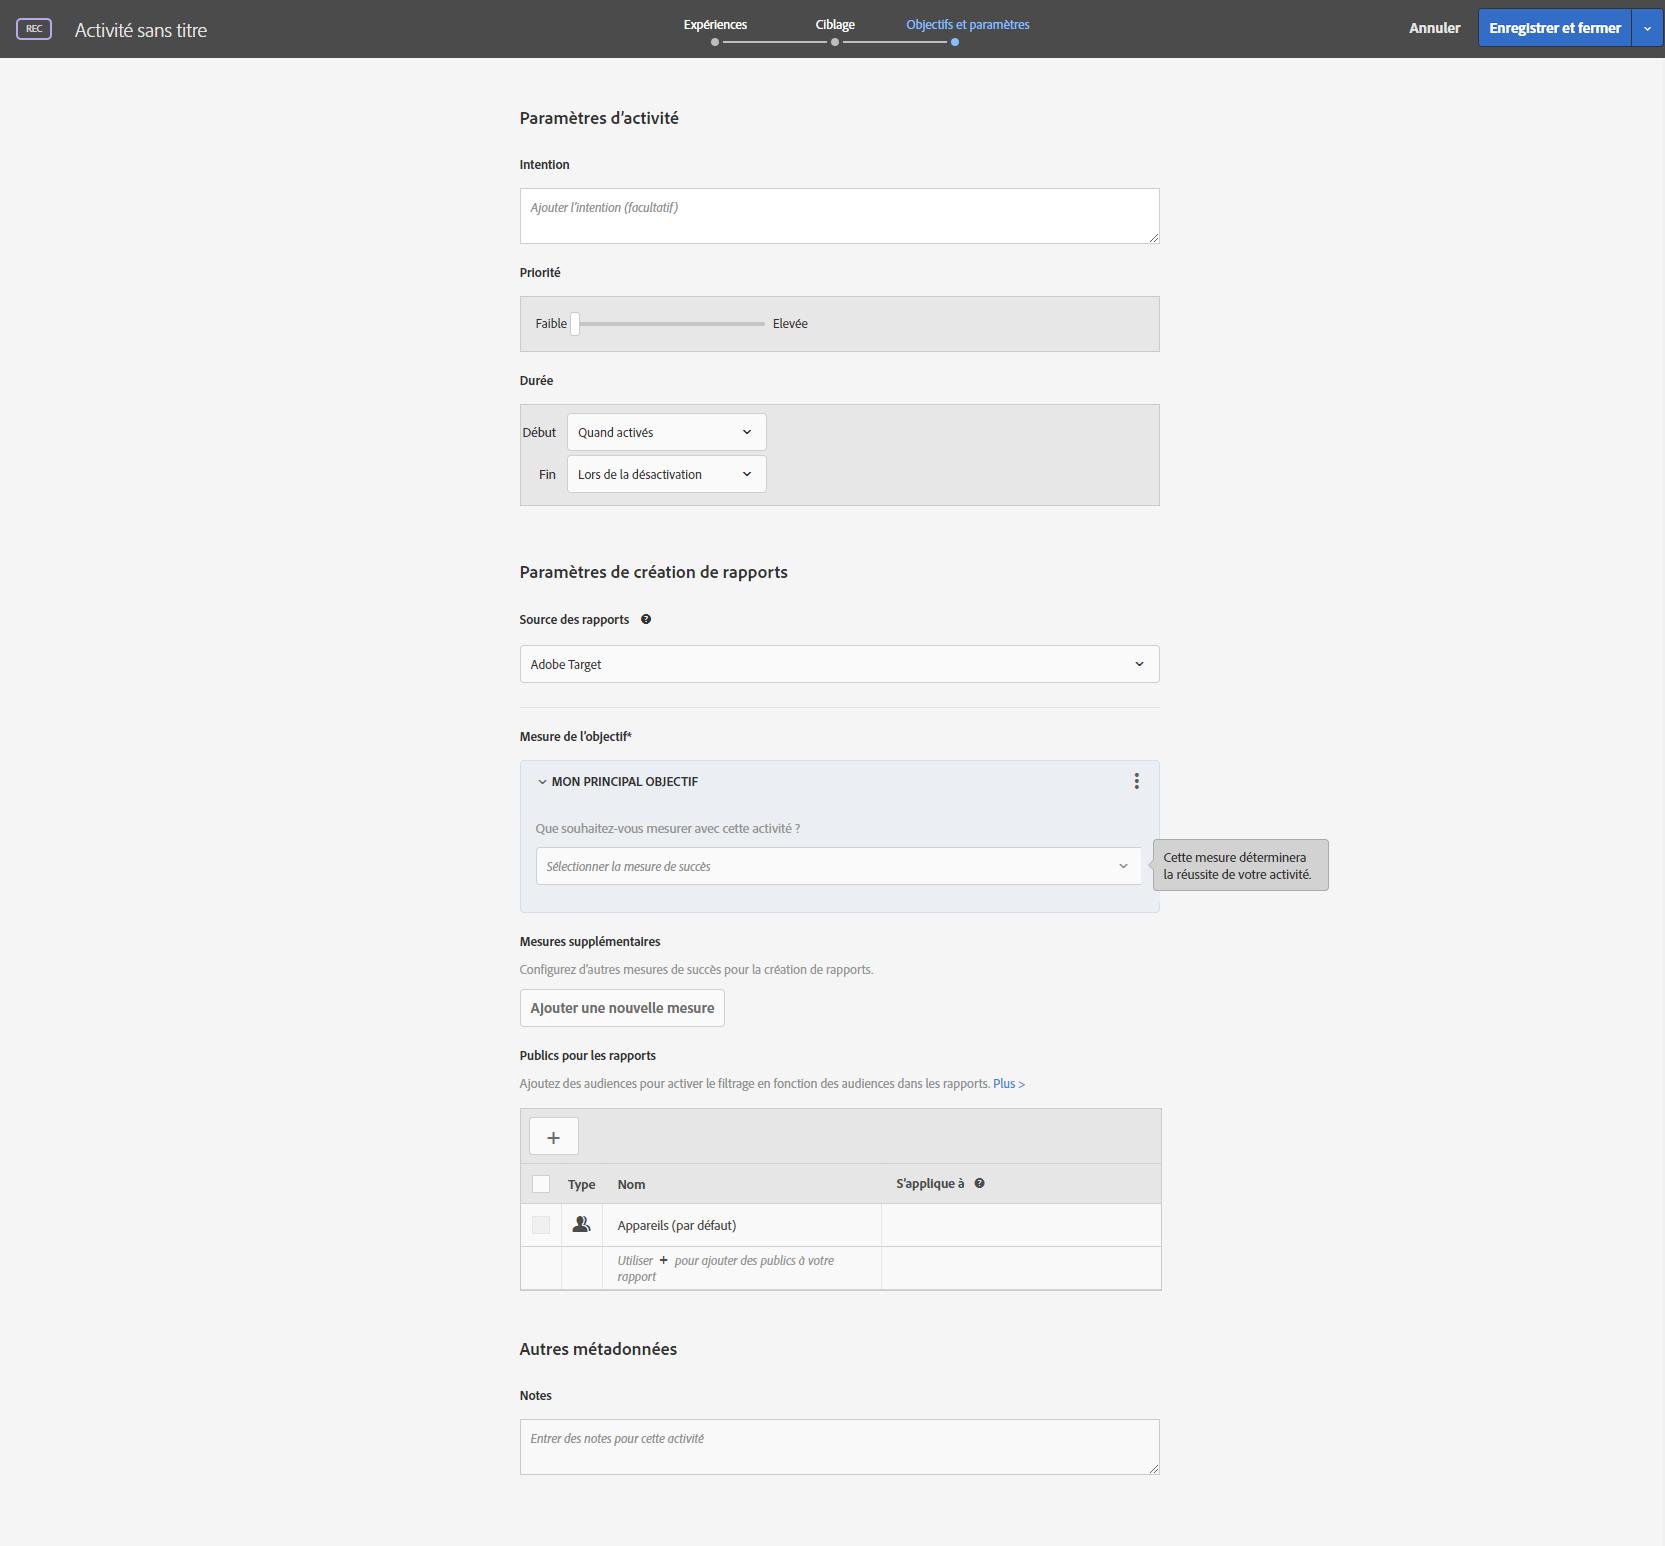 REC
Activité sans titre
Expériences
Ciblage
Objectifs et paramètres
Annuler
Enregistrer et fermer
Paramètres d'activité
Intention
Ajouter l'intention (facultatif)
Priorité
Faible
Elevée
Durée
Début
Quand activés
Fin
Lors de la désactivation
Paramètres de création de rapports
Source des rapports
Adobe Target
Mesure de l'objectif*
MON PRINCIPAL OBJECTIF
Que souhaitez-vous mesurer avec cette activité ?
Sélectionner la mesure de succès
Cette mesure déterminera
la réussite de votre activité.
Mesures supplémentaires
Configurez d'autres mesures de succès pour la création de rapports.
Ajouter une nouvelle mesure
Publics pour les rapports
Ajoutez des audiences pour activer le filtrage en fonction des audiences dans les rapports. Plus >
+
Type
Nom
S'applique à
Appareils (par défaut)
Utiliser + pour ajouter des publics à votre
rapport
Autres métadonnées
Notes
Entrer des notes pour cette activité